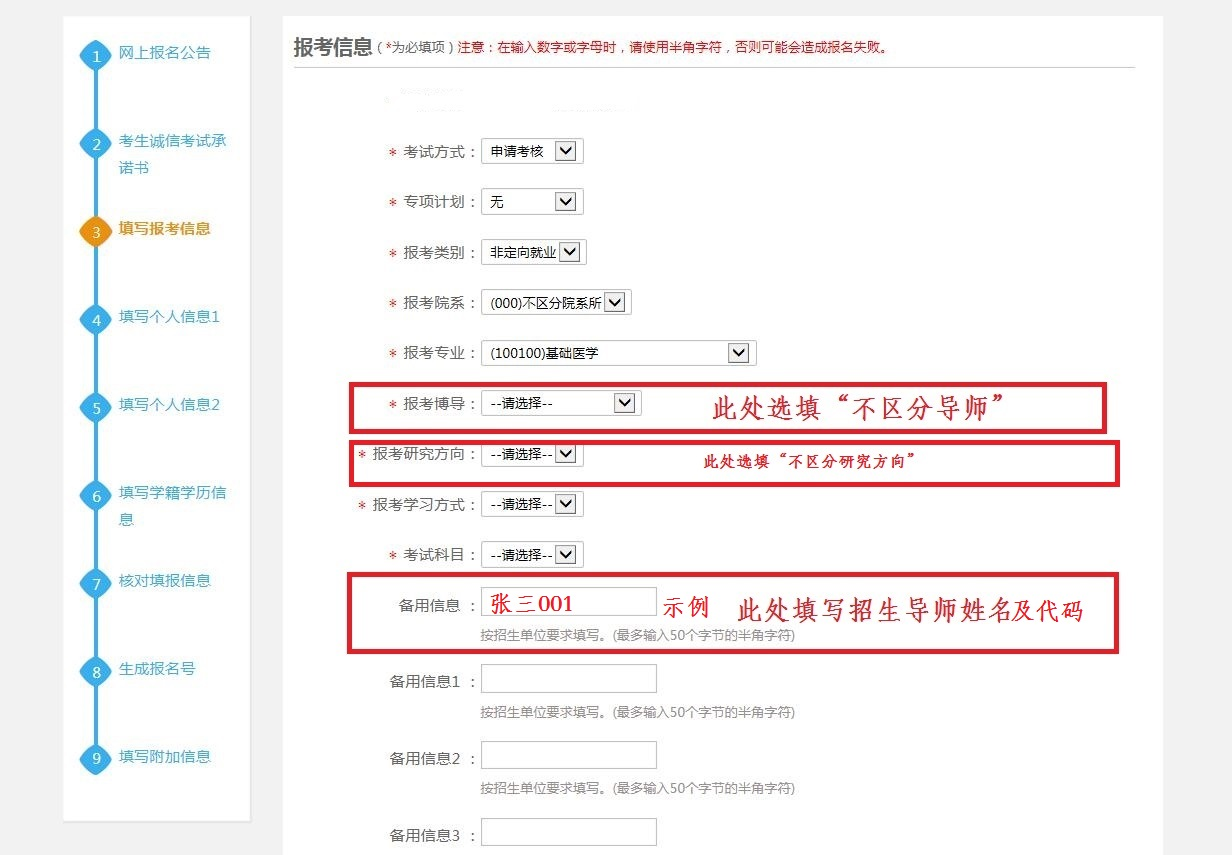 1 网上报名公告
2 考生诚信考试承
诺书
3 填写报考信息
4 填写个人信息1
5 填写个人信息2
6 填写学籍学历信
息
7 核对填报信息
8 生成报名号
9 填写附加信息
报考信息 ( *为必填项 ) 注意：在输入数字或字母时，请使用半角字符，否则可能会造成报名失败。
* 考试方式： 申请考核
* 专项计划： 无
* 报考类别： 非定向就业
* 报考院系： (000)不区分院系所
* 报考专业： (100100)基础医学
* 报考博导： --请选择-- 此处选填“不区分导师”
* 报考研究方向： --请选择-- 此处选填“不区分研究方向”
* 报考学习方式： --请选择--
* 考试科目： --请选择--
备用信息 ： 张三001 示例 此处填写招生导师姓名及代码
按招生单位要求填写。(最多输入50个字节的半角字符)
备用信息1 ：
按招生单位要求填写。(最多输入50个字节的半角字符)
备用信息2 ：
按招生单位要求填写。(最多输入50个字节的半角字符)
备用信息3 ：